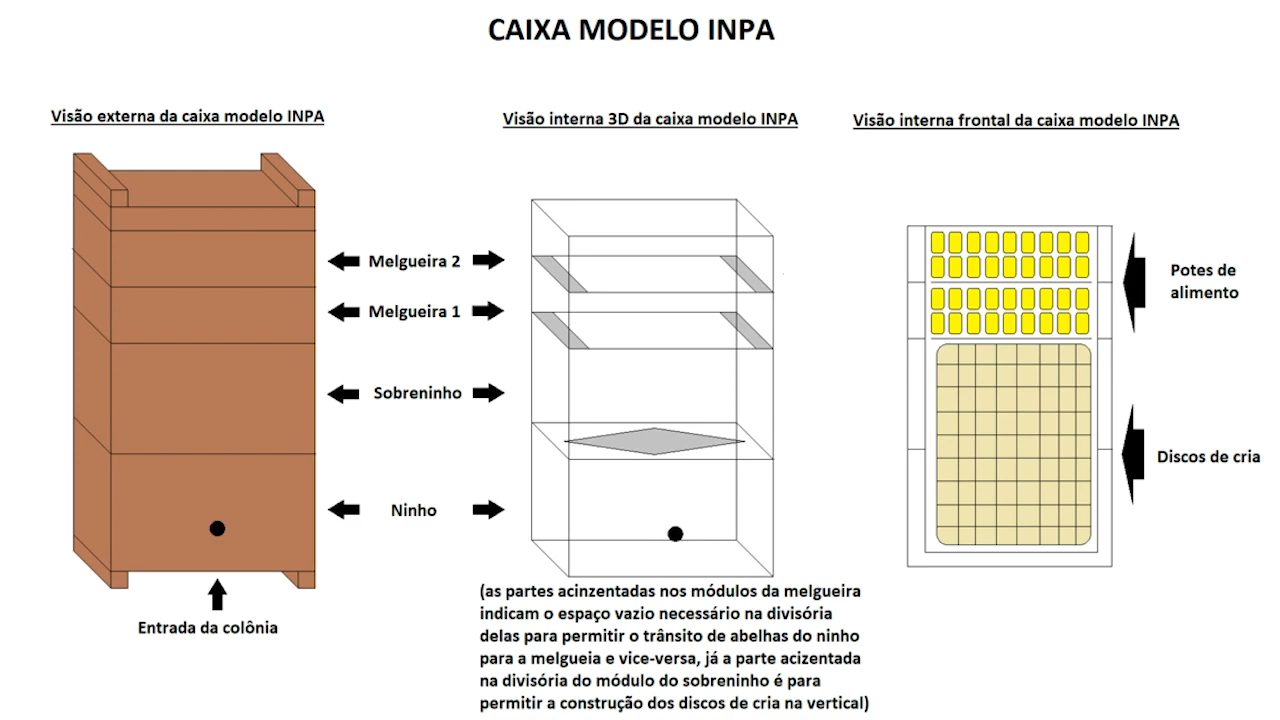 CAIXA MODELO INPA
Visão externa da caixa modelo INPA
Visão interna 3D da caixa modelo INPA
Visão interna frontal da caixa modelo INPA
Melgueira 2
Melgueira 1
Sobreninho
Ninho
Entrada da colônia
Potes de
alimento
Discos de cria
(as partes acinzentadas nos módulos da melgueira
indicam o espaço vazio necessário na divisória
delas para permitir o trânsito de abelhas do ninho
para a melgueia e vice-versa, já a parte acizentada
na divisória do módulo do sobreninho é para
permitir a construção dos discos de cria na vertical)